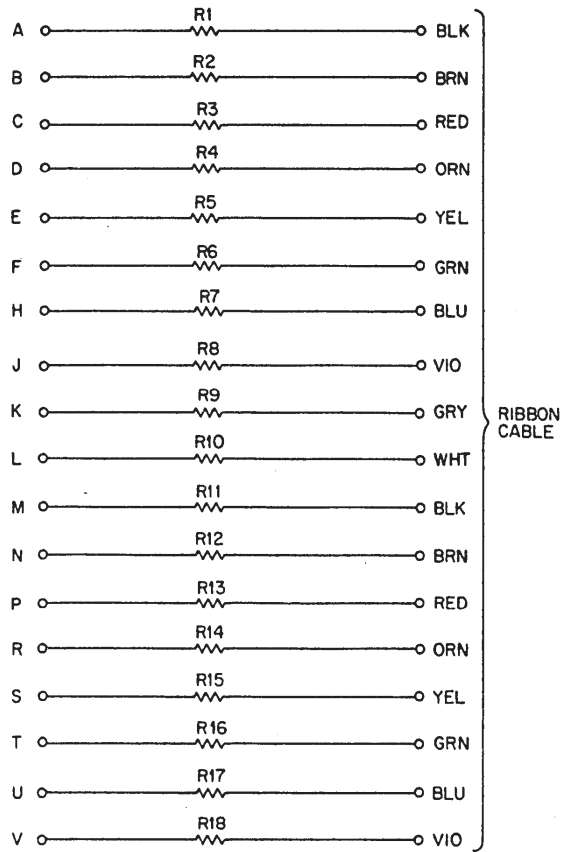 A R1 BLK
B R2 BRN
C R3 RED
D R4 ORN
E R5 YEL
F R6 GRN
H R7 BLU
J R8 VIO
K R9 GRY
RIBBON
CABLE
L R10 WHT
M R11 BLK
N R12 BRN
P R13 RED
R R14 ORN
S R15 YEL
T R16 GRN
U R17 BLU
V R18 VIO